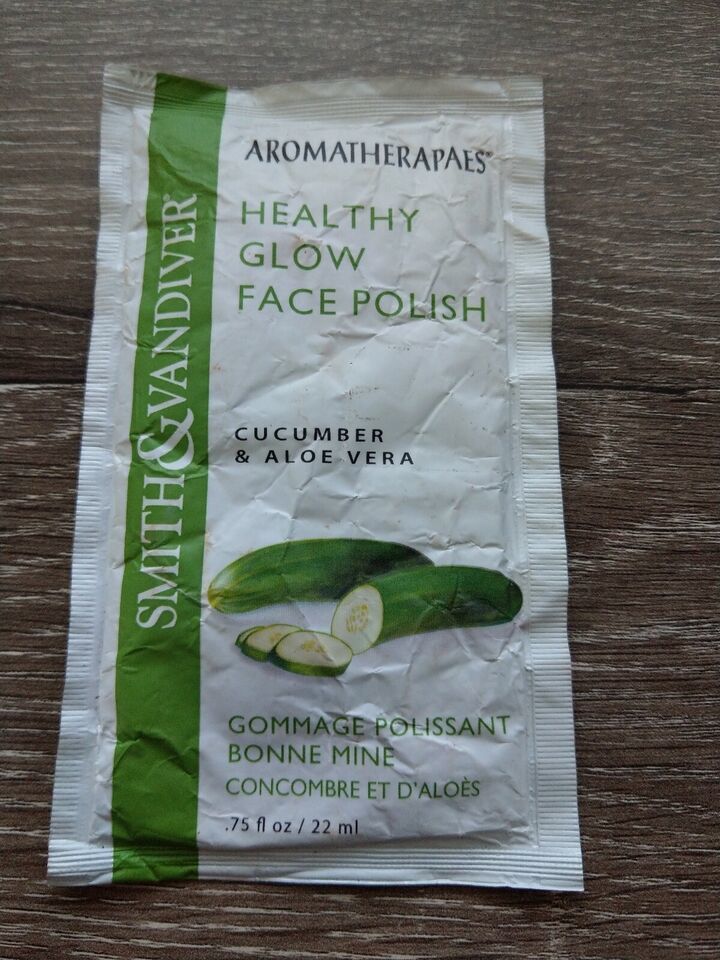 SMITH&VANDIVER®
AROMATHERAPAES®
HEALTHY
GLOW
FACE POLISH
CUCUMBER
& ALOE VERA
GOMMAGE POLISSANT
BONNE MINE
CONCOMBRE ET D'ALOÈS
.75 fl oz / 22 ml